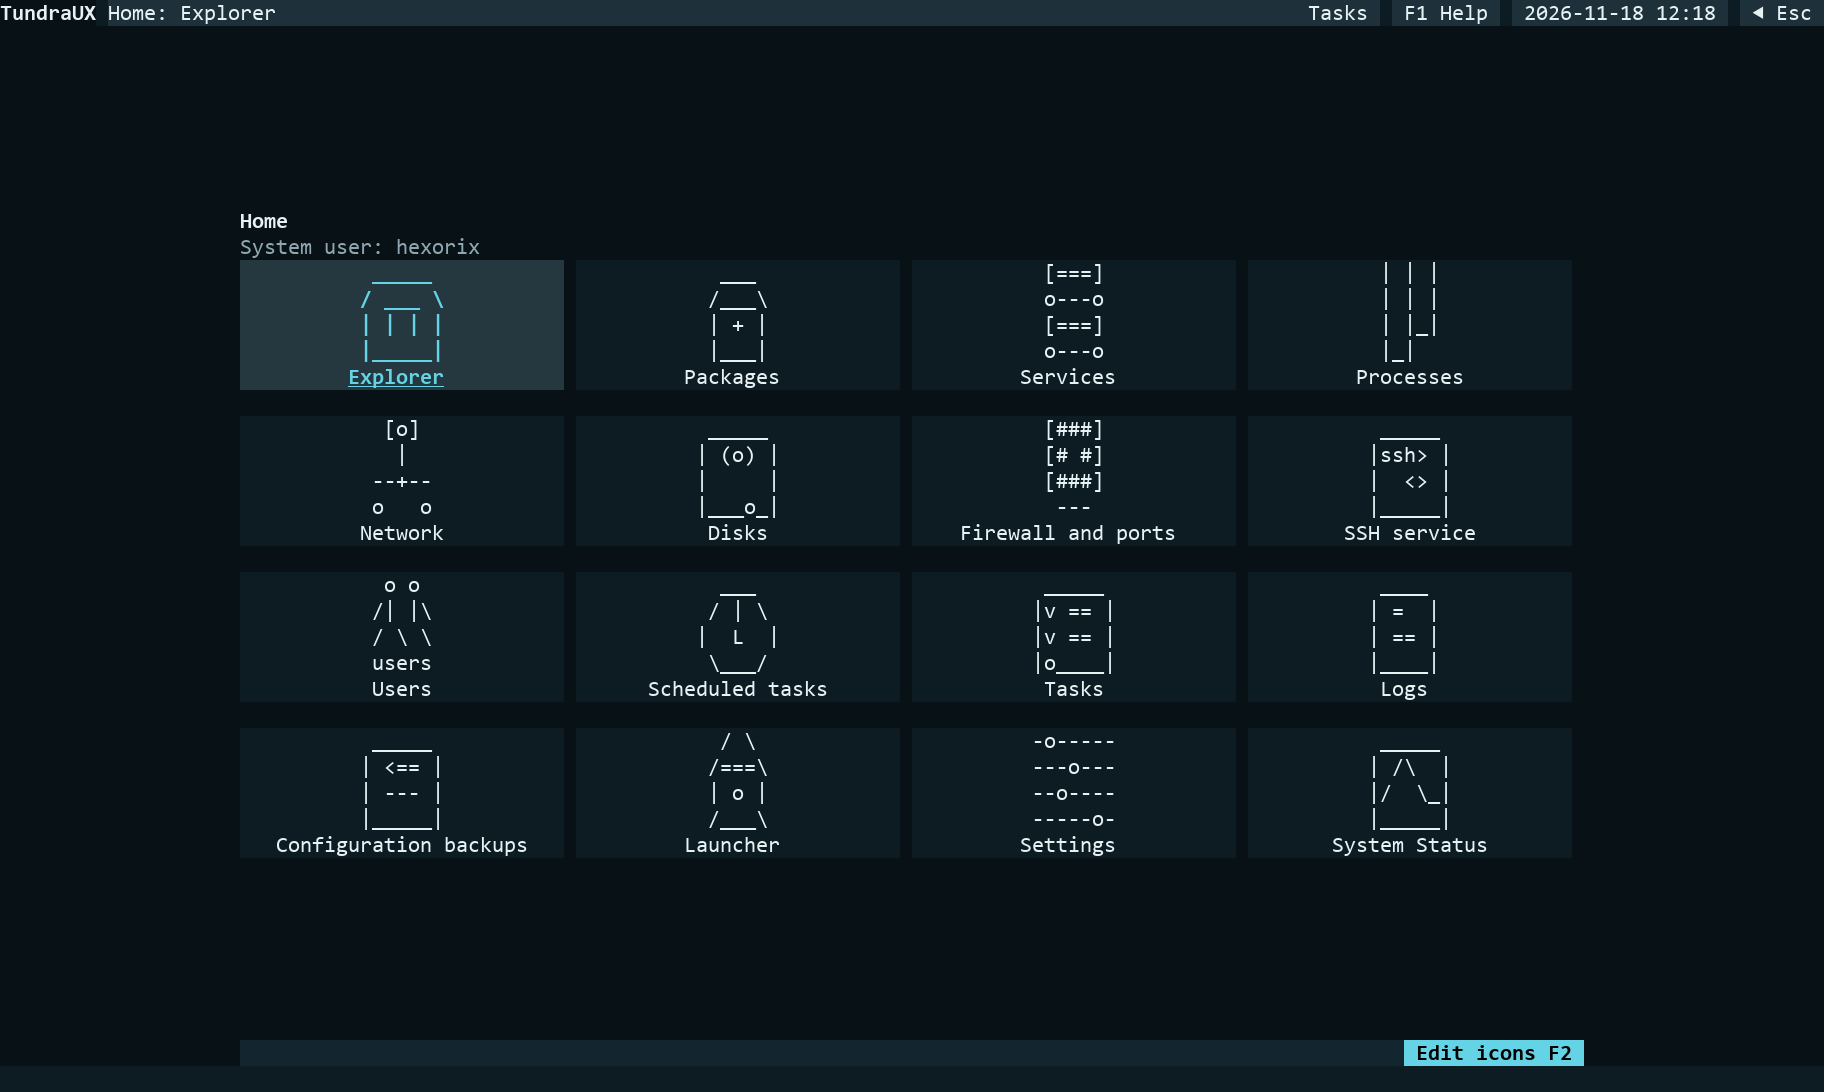 TundraUX Home: Explorer Tasks F1 Help 2026-11-18 12:18 ◄ Esc
Home
System user: hexorix
[===]
o---o
+ [===]
o---o
Explorer Packages Services Processes
[o] [###]
(o) [# #] ssh>
--+-- [###] <>
o o o ---
Network Disks Firewall and ports SSH service
o o
/| |\ / | \ v == =
/ \ \ L v == ==
users o
Users Scheduled tasks Tasks Logs
/ \ -o-----
<== /===\ ---o--- /\
--- | o | --o---- / \_
/___\ -----o-
Configuration backups Launcher Settings System Status
Edit icons F2